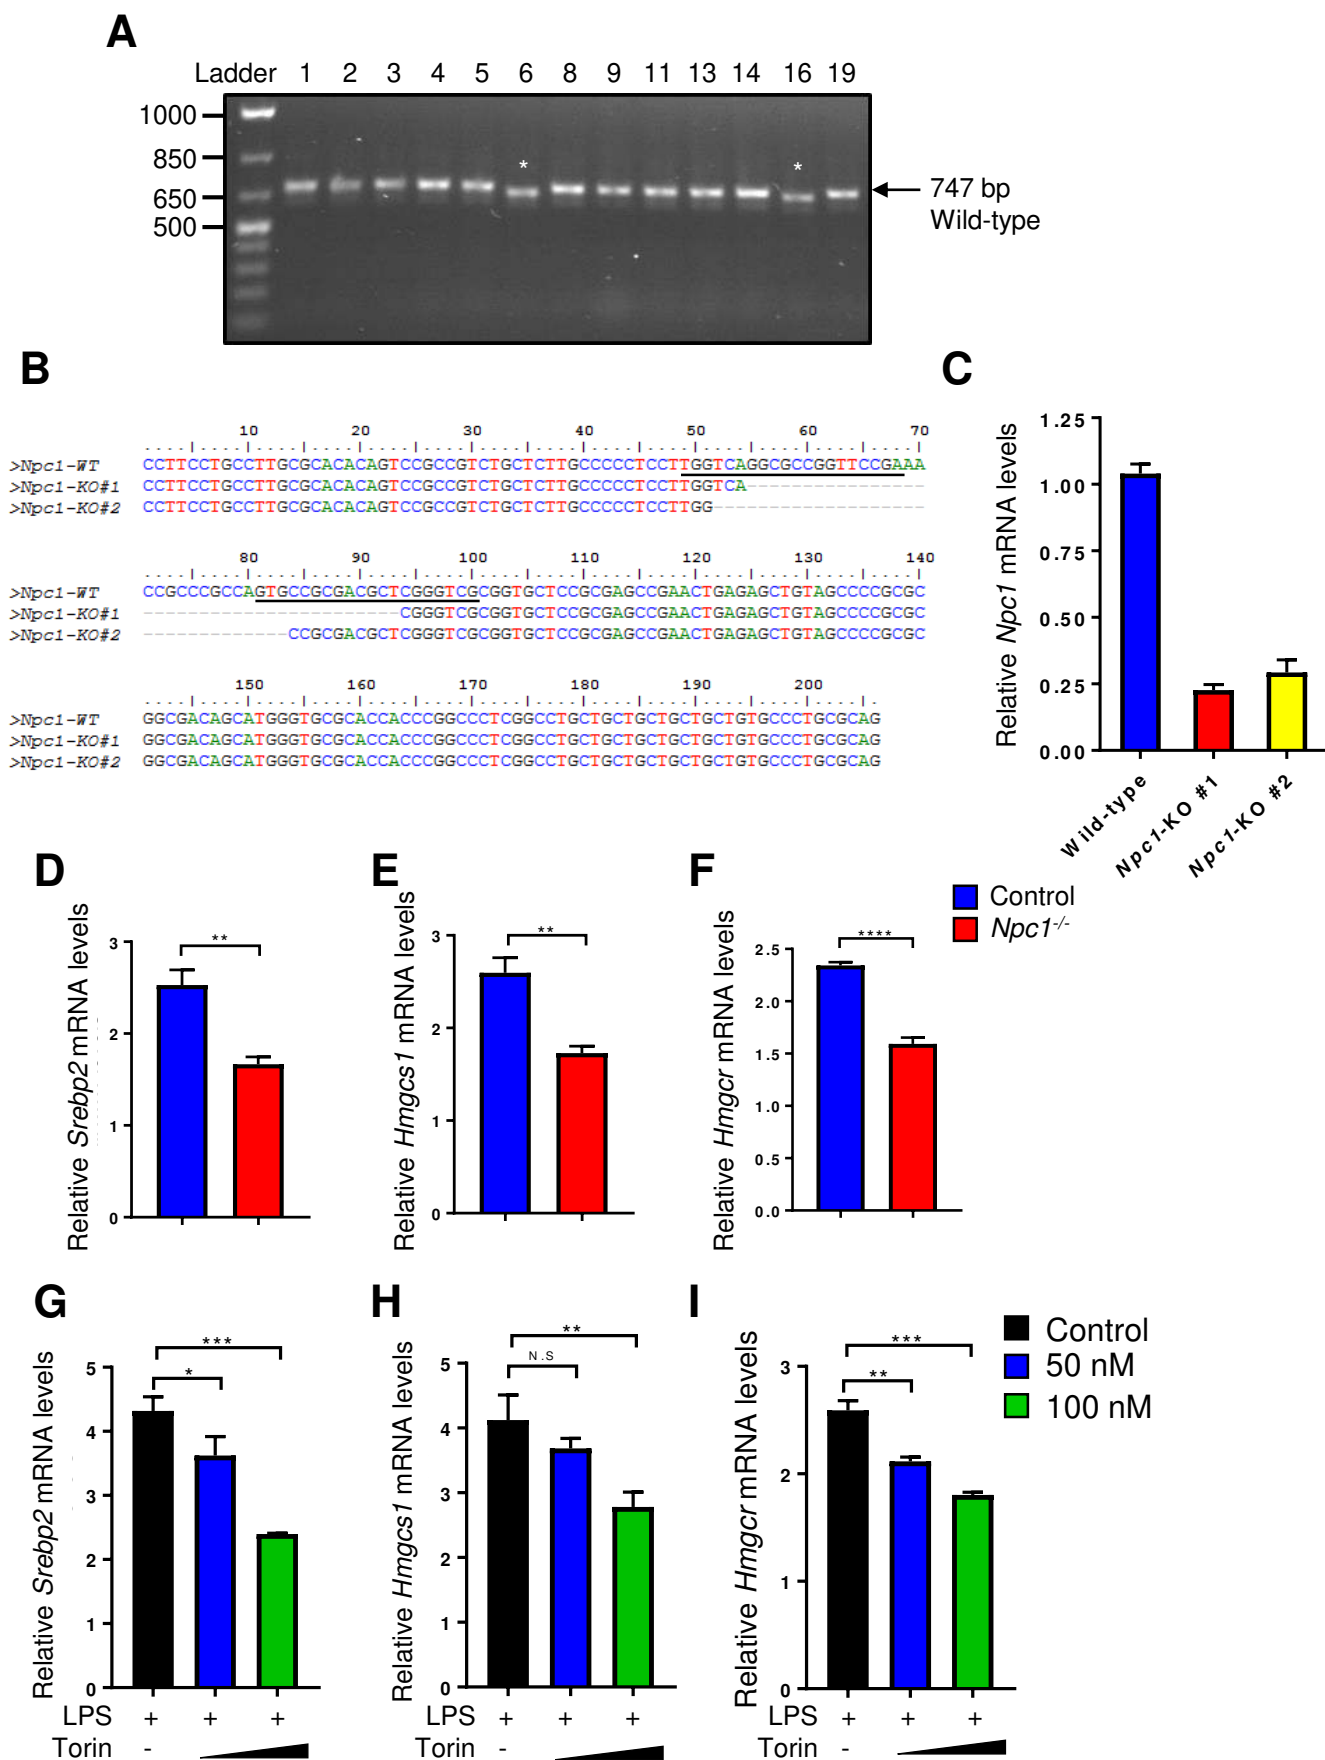 A
Ladder 1 2 3 4 5 6 8 9 11 13 14 16 19
1000
850
650
500
* *
747 bp
Wild-type
B
10 20 30 40 50 60 70
>Npc1-WT CCTTCCTGCCTTGCGCACACAGTCCGCCGTCTGCTCTTGCCCCCTCCTTGGTCAGGCGCCGGTTCCGAAA
>Npc1-KO#1 CCTTCCTGCCTTGCGCACACAGTCCGCCGTCTGCTCTTGCCCCCTCCTTGGTCA----------------
>Npc1-KO#2 CCTTCCTGCCTTGCGCACACAGTCCGCCGTCTGCTCTTGCCCCCTCCTTGG-------------------
80 90 100 110 120 130 140
>Npc1-WT CCGCCCGCCAGTGCCGCGACGCTCGGGTCGCGGTGCTCCGCGAGCCGAACTGAGAGCTGTAGCCCCGCGC
>Npc1-KO#1 -----------------------CGGGTCGCGGTGCTCCGCGAGCCGAACTGAGAGCTGTAGCCCCGCGC
>Npc1-KO#2 -------------CCGCGACGCTCGGGTCGCGGTGCTCCGCGAGCCGAACTGAGAGCTGTAGCCCCGCGC
150 160 170 180 190 200
>Npc1-WT GGCGACAGCATGGGTGCGCACCACCCGGCCCTCGGCCTGCTGCTGCTGCTGCTGTGCCCTGCGCAG
>Npc1-KO#1 GGCGACAGCATGGGTGCGCACCACCCGGCCCTCGGCCTGCTGCTGCTGCTGCTGTGCCCTGCGCAG
>Npc1-KO#2 GGCGACAGCATGGGTGCGCACCACCCGGCCCTCGGCCTGCTGCTGCTGCTGCTGTGCCCTGCGCAG
C
Relative Npc1 mRNA levels
1.25
1.00
0.75
0.50
0.25
0.00
Wild-type
Npc1-KO #1
Npc1-KO #2
D
Relative Srebp2 mRNA levels
3
2
1
0
**
E
Relative Hmgcs1 mRNA levels
3
2
1
0
**
F
Relative Hmgcr mRNA levels
2.5
2.0
1.5
1.0
0.5
0.0
****
Control
Npc1-/-
G
Relative Srebp2 mRNA levels
5
4
3
2
1
0
***
*
LPS + + +
Torin -
H
Relative Hmgcs1 mRNA levels
5
4
3
2
1
0
**
N.S
LPS + + +
Torin -
I
Relative Hmgcr mRNA levels
3
2
1
0
***
**
LPS + + +
Torin -
Control
50 nM
100 nM